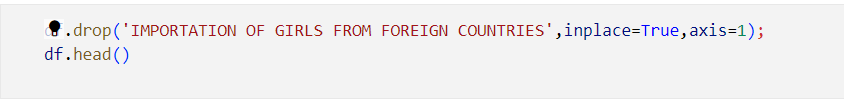 .drop('IMPORTATION OF GIRLS FROM FOREIGN COUNTRIES',inplace=True,axis=1);
df.head()